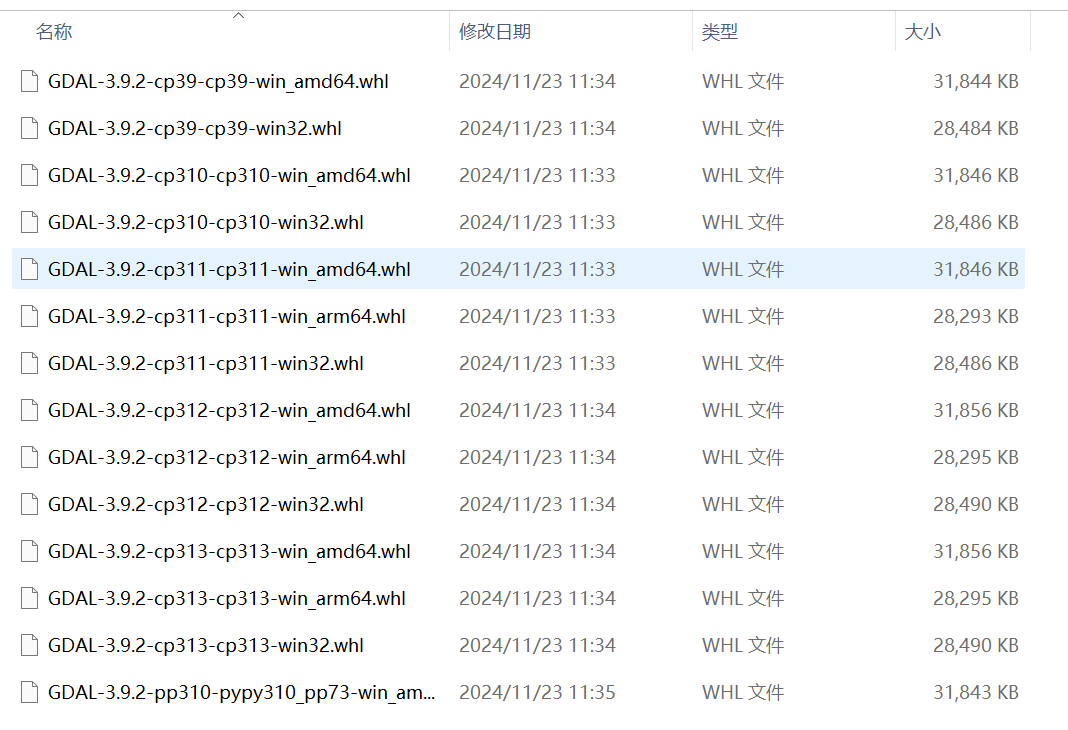 名称 修改日期 类型 大小
GDAL-3.9.2-cp39-cp39-win_amd64.whl 2024/11/23 11:34 WHL 文件 31,844 KB
GDAL-3.9.2-cp39-cp39-win32.whl 2024/11/23 11:34 WHL 文件 28,484 KB
GDAL-3.9.2-cp310-cp310-win_amd64.whl 2024/11/23 11:33 WHL 文件 31,846 KB
GDAL-3.9.2-cp310-cp310-win32.whl 2024/11/23 11:33 WHL 文件 28,486 KB
GDAL-3.9.2-cp311-cp311-win_amd64.whl 2024/11/23 11:33 WHL 文件 31,846 KB
GDAL-3.9.2-cp311-cp311-win_arm64.whl 2024/11/23 11:33 WHL 文件 28,293 KB
GDAL-3.9.2-cp311-cp311-win32.whl 2024/11/23 11:33 WHL 文件 28,486 KB
GDAL-3.9.2-cp312-cp312-win_amd64.whl 2024/11/23 11:34 WHL 文件 31,856 KB
GDAL-3.9.2-cp312-cp312-win_arm64.whl 2024/11/23 11:34 WHL 文件 28,295 KB
GDAL-3.9.2-cp312-cp312-win32.whl 2024/11/23 11:34 WHL 文件 28,490 KB
GDAL-3.9.2-cp313-cp313-win_amd64.whl 2024/11/23 11:34 WHL 文件 31,856 KB
GDAL-3.9.2-cp313-cp313-win_arm64.whl 2024/11/23 11:34 WHL 文件 28,295 KB
GDAL-3.9.2-cp313-cp313-win32.whl 2024/11/23 11:34 WHL 文件 28,490 KB
GDAL-3.9.2-pp310-pypy310_pp73-win_am... 2024/11/23 11:35 WHL 文件 31,843 KB